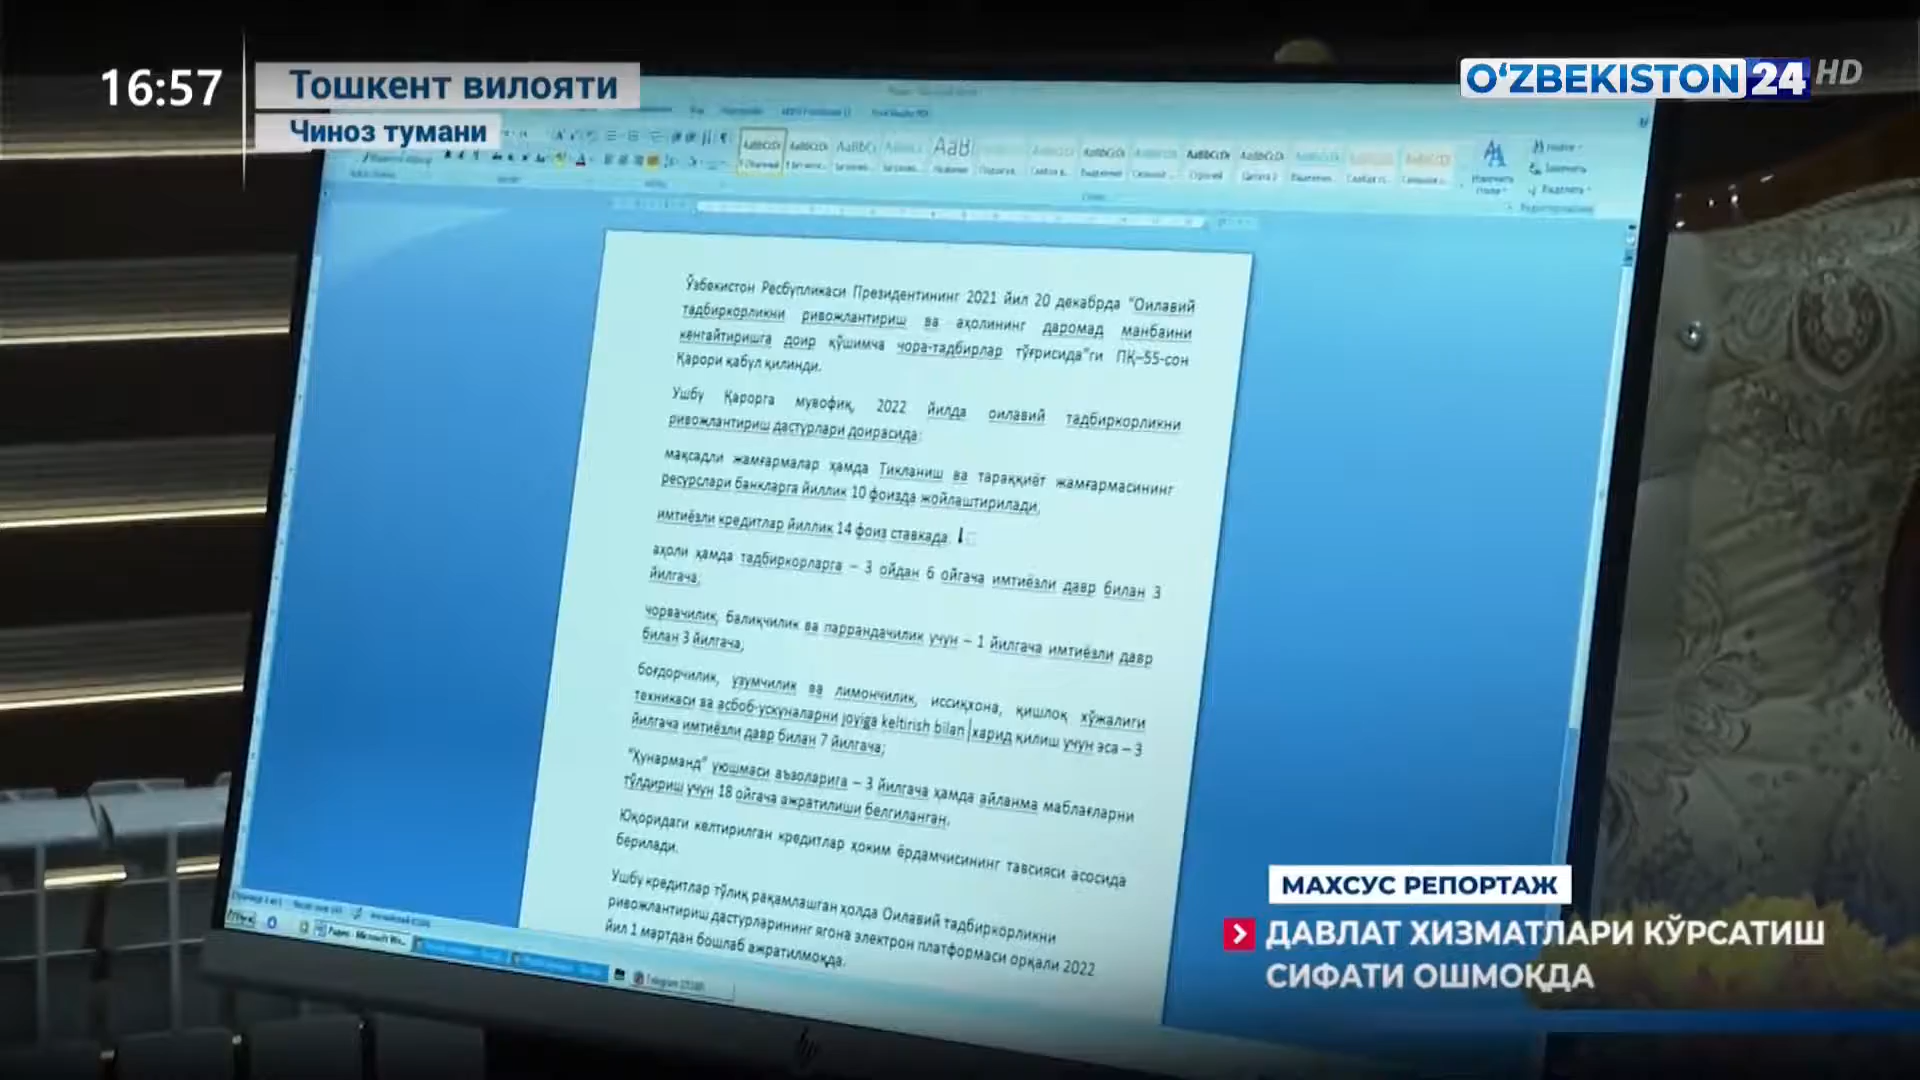 16:57
Тошкент вилояти
Чиноз тумани
O‘ZBEKISTON 24 HD
Ўзбекистон Ресбупликаси Президентининг 2021 йил 20 декабрда "Оилавий
тадбиркорликни ривожлантириш ва аҳолининг даромад манбаини
кенгайтиришга доир қўшимча чора-тадбирлар тўғрисида"ги ПҚ–55-сон
Қарори қабул қилинди.
Ушбу Қарорга мувофиқ, 2022 йилда оилавий тадбиркорликни
ривожлантириш дастурлари доирасида:
мақсадли жамғармалар ҳамда Тикланиш ва тараққиёт жамғармасининг
ресурслари банкларга йиллик 10 фоизда жойлаштирилади;
имтиёзли кредитлар йиллик 14 фоиз ставкада.
аҳоли ҳамда тадбиркорларга – 3 ойдан 6 ойгача имтиёзли давр билан 3
йилгача;
чорвачилик, балиқчилик ва паррандачилик учун – 1 йилгача имтиёзли давр
билан 3 йилгача;
боғдорчилик, узумчилик ва лимончилик, иссиқхона, қишлоқ хўжалиги
техникаси ва асбоб-ускуналарни joyiga keltirish bilan харид қилиш учун эса – 3
йилгача имтиёзли давр билан 7 йилгача;
"Ҳунарманд" уюшмаси аъзоларига – 3 йилгача ҳамда айланма маблағларни
тўлдириш учун 18 ойгача ажратилиши белгиланган.
Юқоридаги келтирилган кредитлар ҳоким ёрдамчисининг тавсияси асосида
берилади.
Ушбу кредитлар тўлиқ рақамлашган ҳолда Оилавий тадбиркорликни
ривожлантириш дастурларининг ягона электрон платформаси орқали 2022
йил 1 мартдан бошлаб ажратилмоқда.
МАХСУС РЕПОРТАЖ
ДАВЛАТ ХИЗМАТЛАРИ КЎРСАТИШ
СИФАТИ ОШМОҚДА
hp